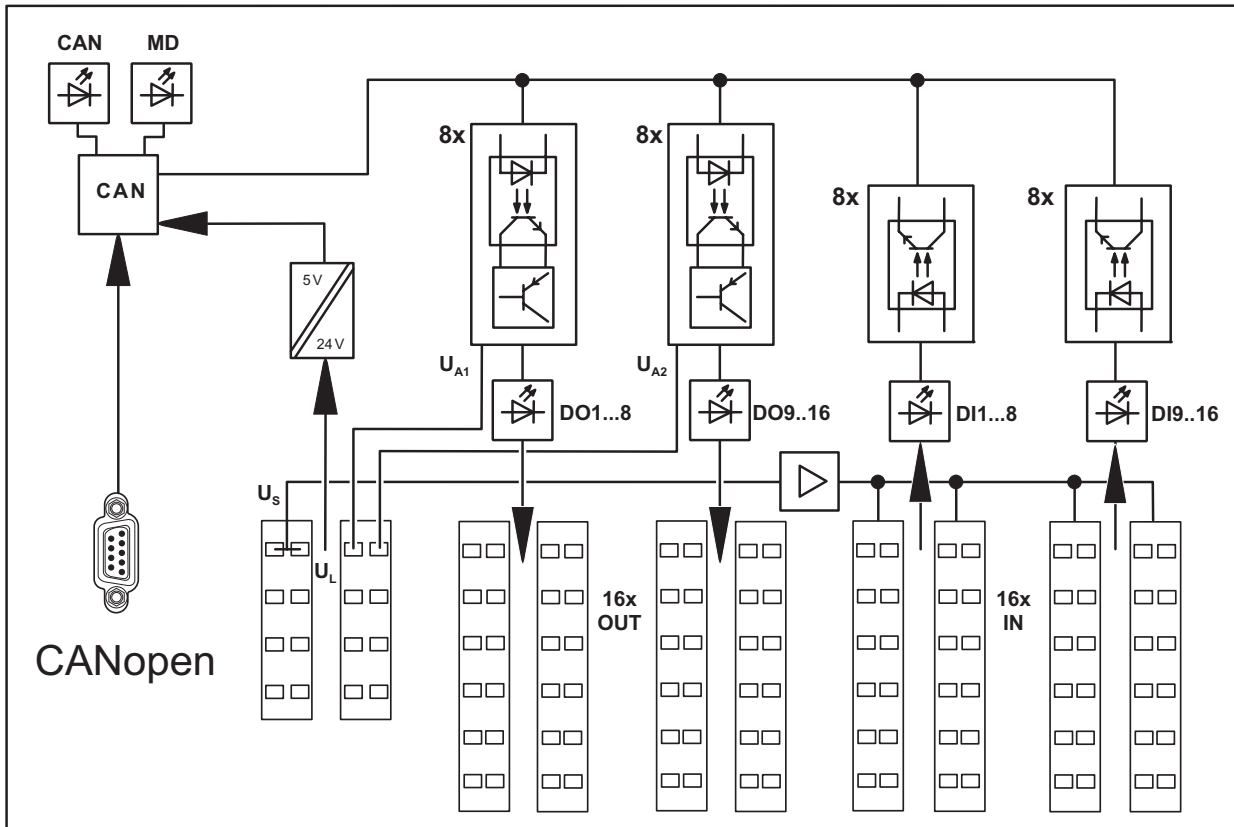 CAN
MD
CAN
8x
8x
8x
8x
5V
24V
UA1
UA2
DO1...8
DO9..16
DI1...8
DI9..16
US
UL
16x
OUT
16x
IN
CANopen